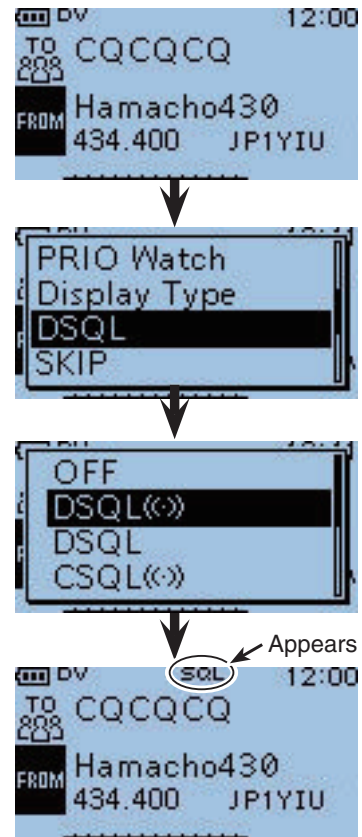 DV 12:00
TO CQCQCQ
FROM Hamacho430
434.400 JP1YIU
PRIO Watch
Display Type
DSQL
SKIP
OFF
DSQL((·))
DSQL
CSQL((·))
Appears
DV SQL 12:00
TO CQCQCQ
FROM Hamacho430
434.400 JP1YIU